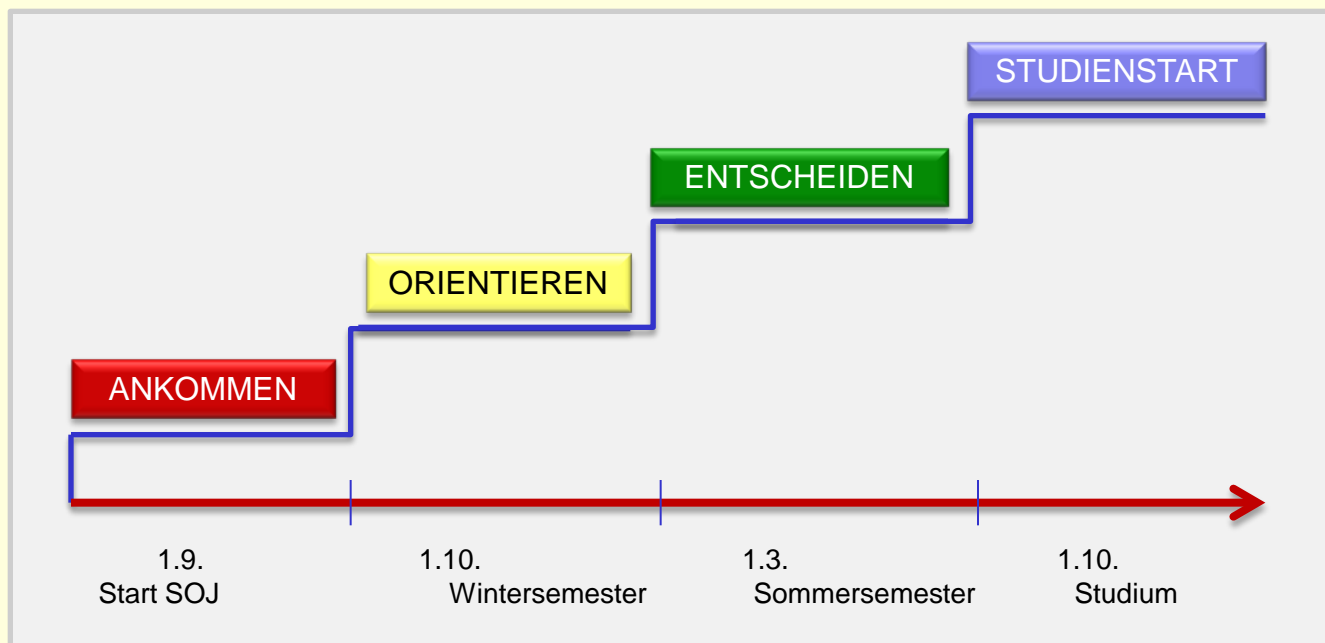 STUDIENSTART
ENTSCHEIDEN
ORIENTIEREN
ANKOMMEN
1.9. 1.10. 1.3. 1.10.
Start SOJ Wintersemester Sommersemester Studium